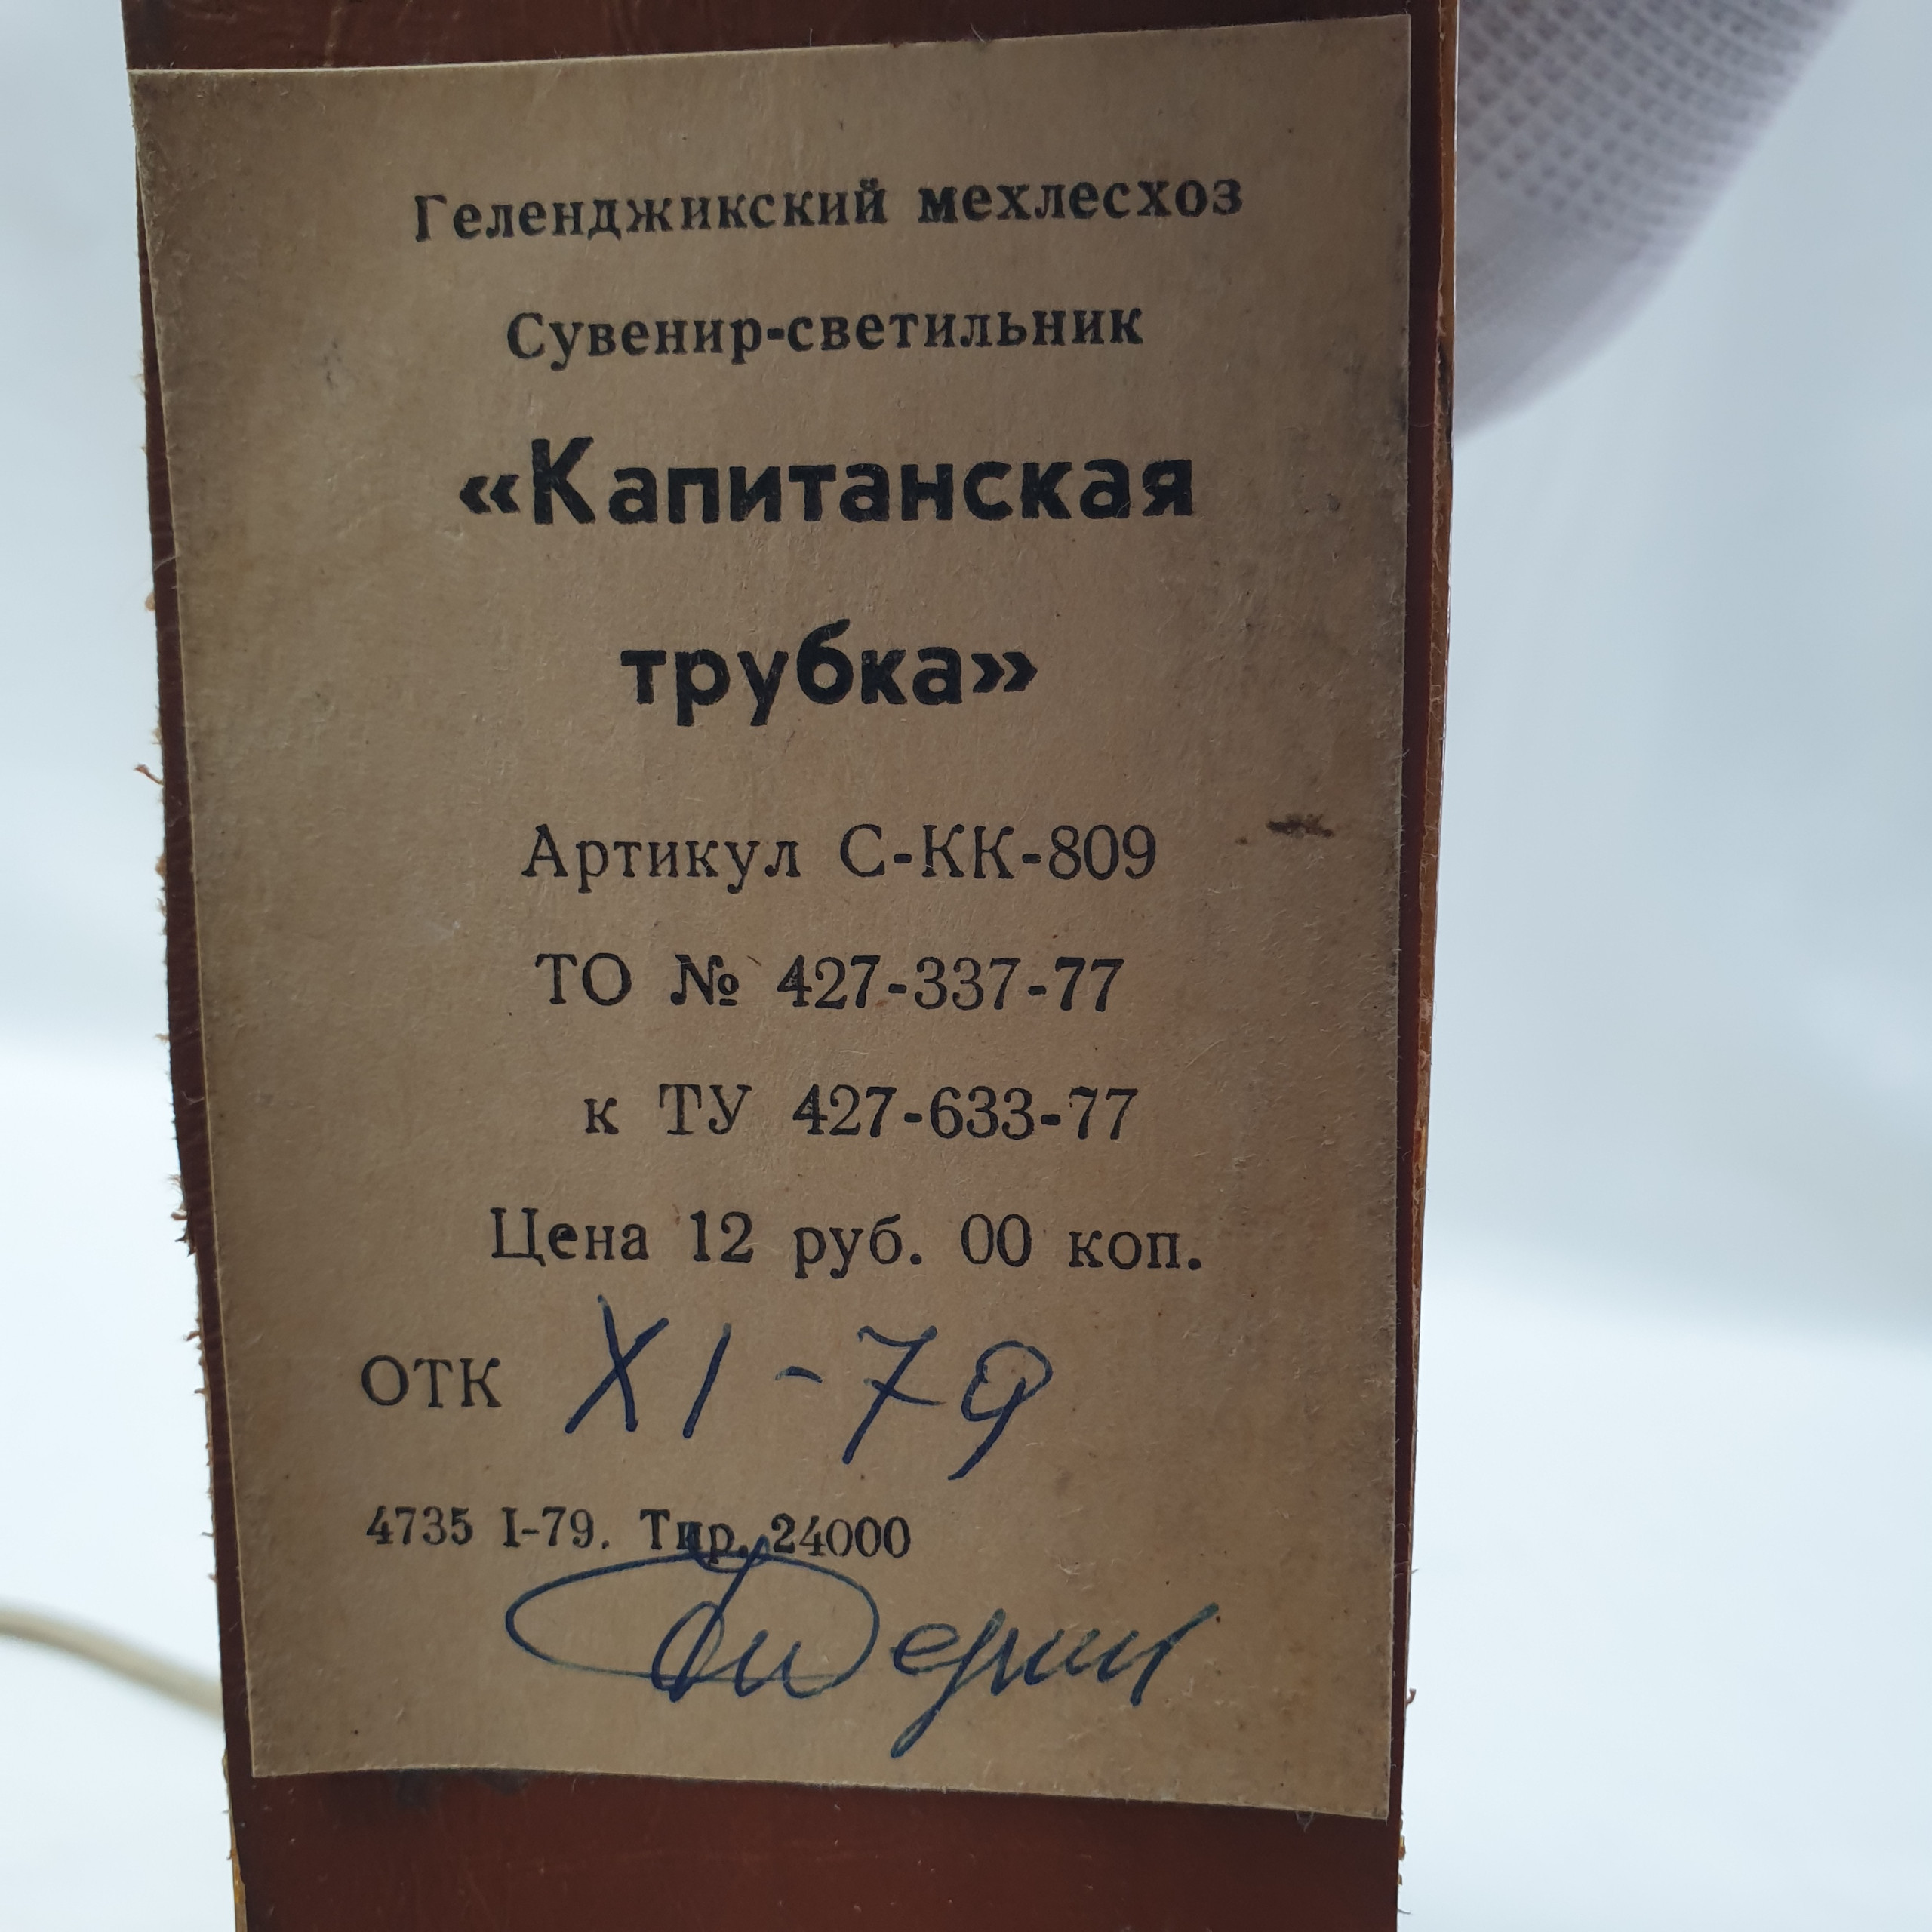 Геленджикский мехлесхоз
Сувенир-светильник
«Капитанская
трубка»
Артикул С-КК-809
ТО № 427-337-77
к ТУ 427-633-77
Цена 12 руб. 00 коп.
ОТК XI-79
4735 I-79. Тир. 24000